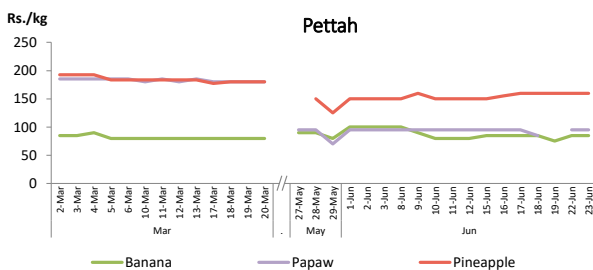 Rs./kg
Pettah
250
200
150
100
50
0
2-Mar
3-Mar
4-Mar
5-Mar
6-Mar
10-Mar
11-Mar
12-Mar
13-Mar
17-Mar
18-Mar
19-Mar
20-Mar
//
27-May
28-May
29-May
1-Jun
2-Jun
3-Jun
8-Jun
9-Jun
10-Jun
11-Jun
12-Jun
15-Jun
16-Jun
17-Jun
18-Jun
19-Jun
22-Jun
23-Jun
Mar . May Jun
Banana Papaw Pineapple